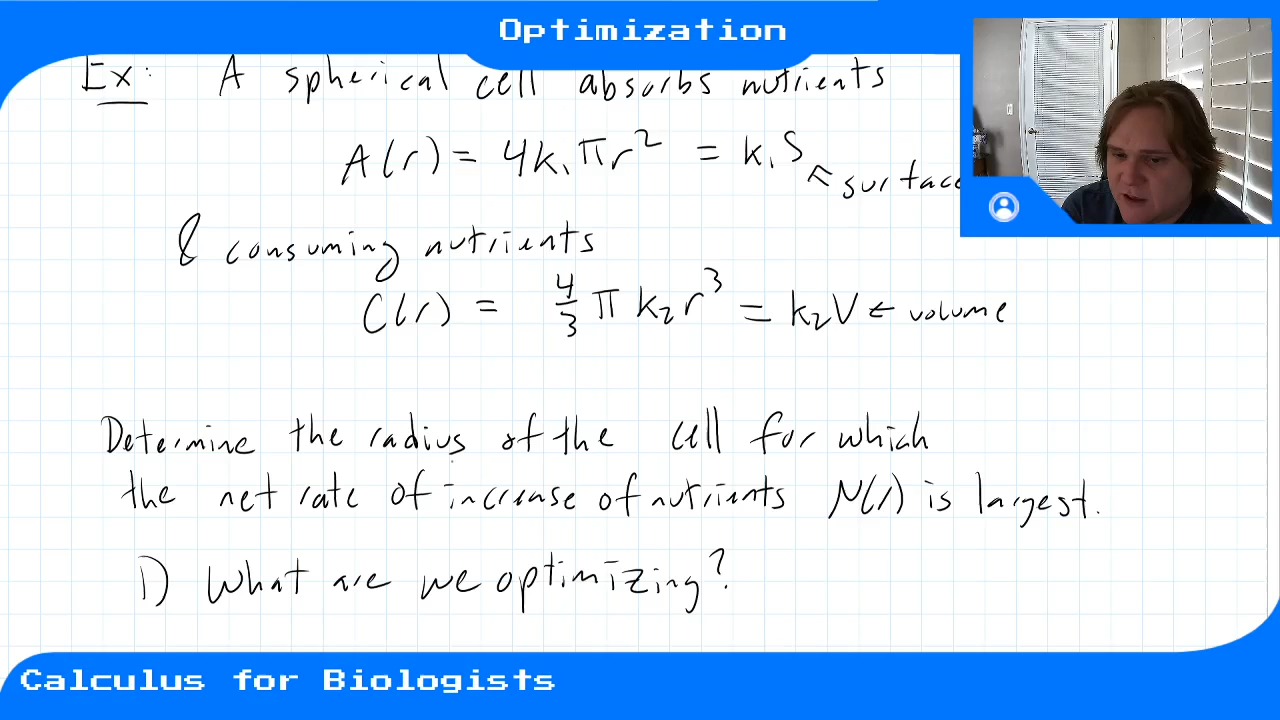 Optimization
Ex: A spherical cell absorbs nutrients
A(r) = 4k₁πr² = k₁S
↖ surface
& consuming nutrients
C(r) = 4/3 π k₂r³ = k₂V ← volume
Determine the radius of the cell for which
the net rate of increase of nutrients N(r) is largest.
1) What are we optimizing?
Calculus for Biologists